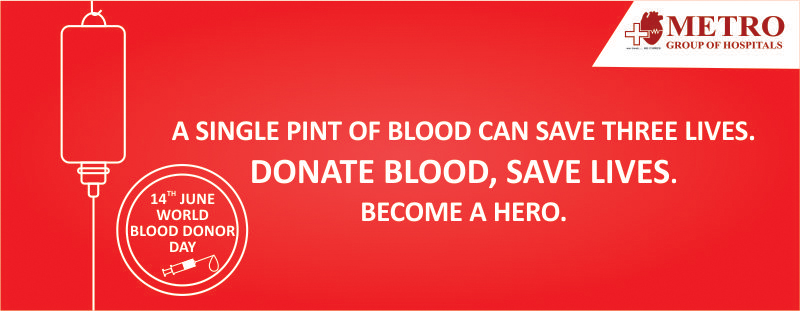 METRO
GROUP OF HOSPITALS
A SINGLE PINT OF BLOOD CAN SAVE THREE LIVES.
DONATE BLOOD, SAVE LIVES.
BECOME A HERO.
14TH JUNE
WORLD
BLOOD DONOR
DAY